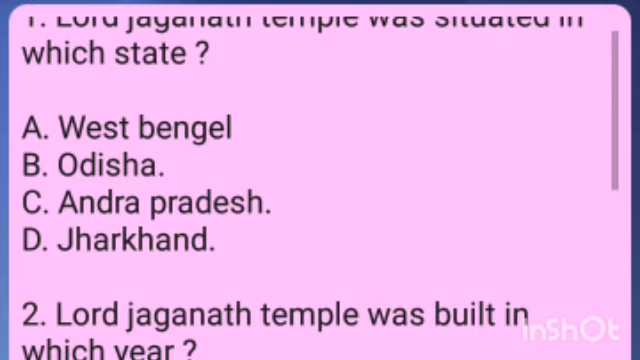 1. Lord jaganath temple was situated in
which state ?
A. West bengel
B. Odisha.
C. Andra pradesh.
D. Jharkhand.
2. Lord jaganath temple was built in
which year ?
InShOt